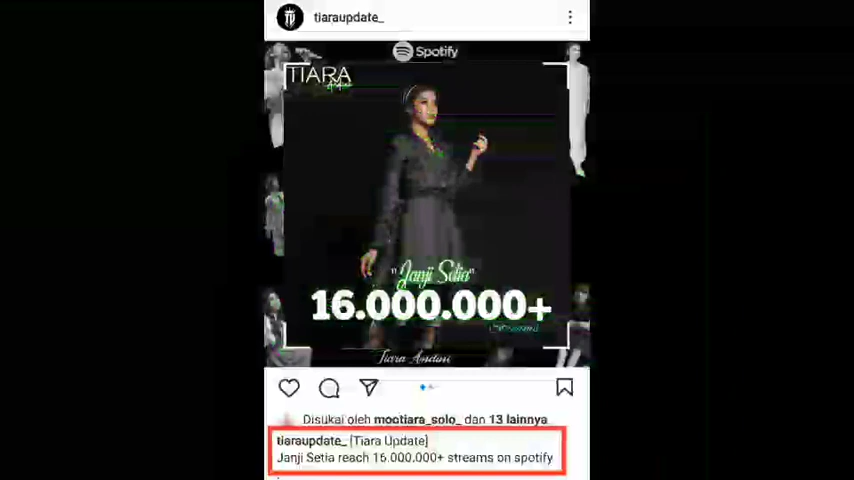 tiaraupdate_
Spotify
TIARA
"Janji Setia"
16.000.000+
Tiara Andini
Disukai oleh mootiara_solo_ dan 13 lainnya
tiaraupdate_ [Tiara Update]
Janji Setia reach 16.000.000+ streams on spotify